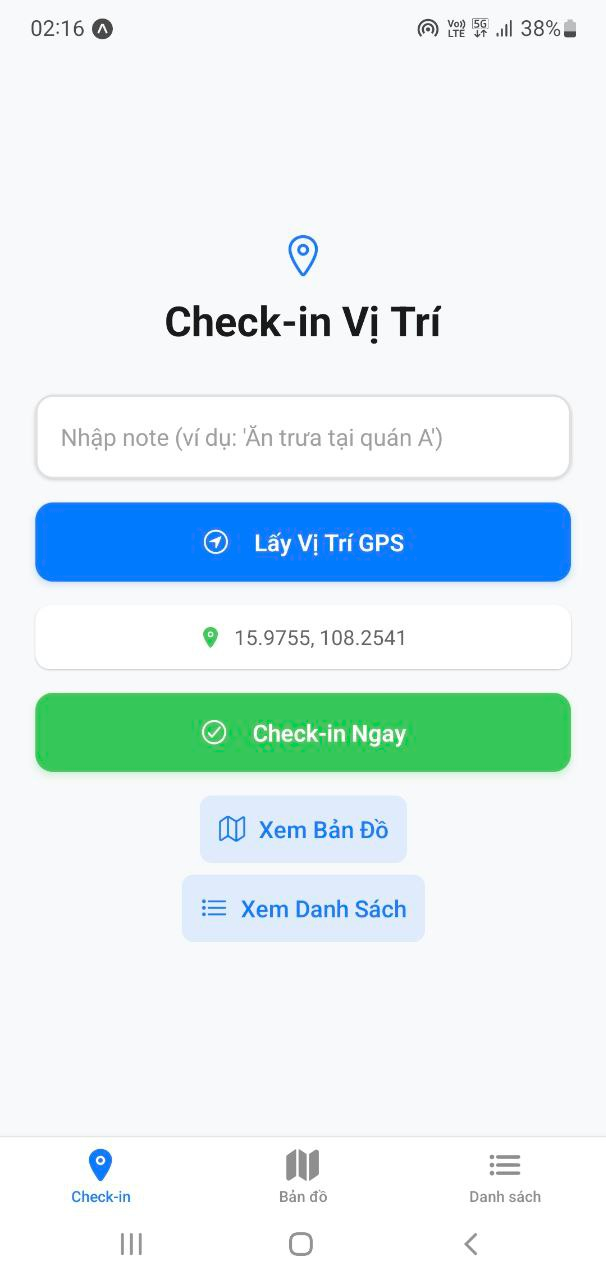 02:16 VoLTE 5G 38%
Check-in Vị Trí
Nhập note (ví dụ: 'Ăn trưa tại quán A')
Lấy Vị Trí GPS
15.9755, 108.2541
Check-in Ngay
Xem Bản Đồ
Xem Danh Sách
Check-in Bản đồ Danh sách